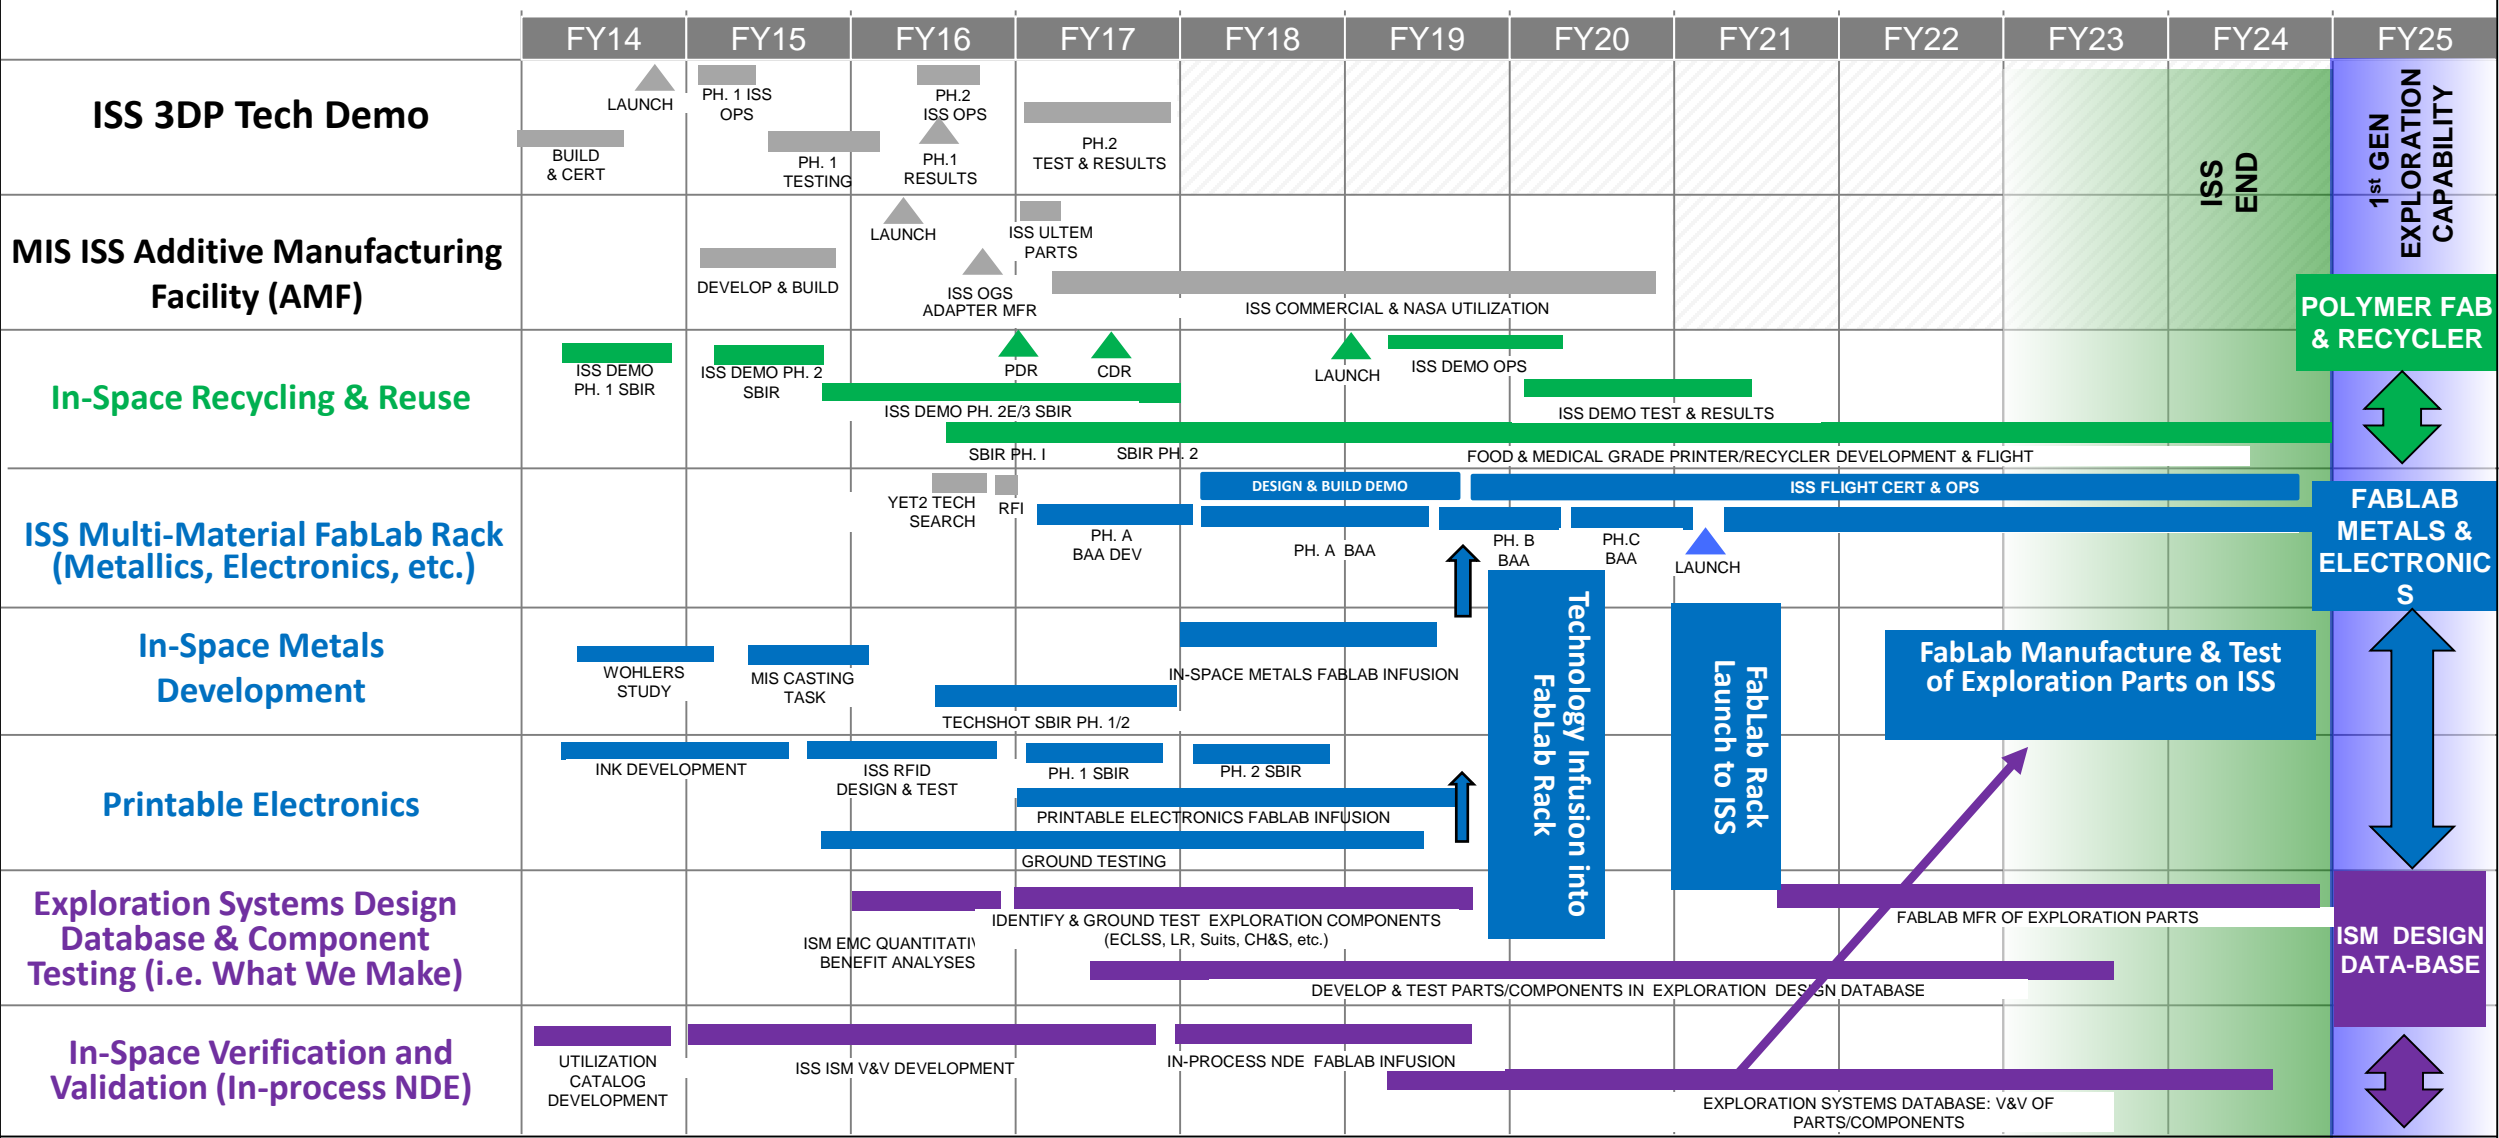 FY14
FY15
FY16
FY17
FY18
FY19
FY20
FY21
FY22
FY23
FY24
FY25
ISS 3DP Tech Demo
LAUNCH
BUILD
& CERT
PH. 1 ISS
OPS
PH. 1
TESTING
PH.2
ISS OPS
PH.1
RESULTS
PH.2
TEST & RESULTS
ISS
END
1st GEN
EXPLORATION
CAPABILITY
MIS ISS Additive Manufacturing
Facility (AMF)
LAUNCH
DEVELOP & BUILD
ISS OGS
ADAPTER MFR
ISS ULTEM
PARTS
ISS COMMERCIAL & NASA UTILIZATION
POLYMER FAB
& RECYCLER
In-Space Recycling & Reuse
ISS DEMO
PH. 1 SBIR
ISS DEMO PH. 2
SBIR
PDR
CDR
ISS DEMO PH. 2E/3 SBIR
LAUNCH
ISS DEMO OPS
ISS DEMO TEST & RESULTS
SBIR PH. I
SBIR PH. 2
FOOD & MEDICAL GRADE PRINTER/RECYCLER DEVELOPMENT & FLIGHT
ISS Multi-Material FabLab Rack
(Metallics, Electronics, etc.)
YET2 TECH
SEARCH
RFI
PH. A
BAA DEV
DESIGN & BUILD DEMO
PH. A BAA
ISS FLIGHT CERT & OPS
PH. B
BAA
PH.C
BAA
LAUNCH
FABLAB
METALS &
ELECTRONIC
S
In-Space Metals
Development
WOHLERS
STUDY
MIS CASTING
TASK
TECHSHOT SBIR PH. 1/2
IN-SPACE METALS FABLAB INFUSION
Technology Infusion into
FabLab Rack
FabLab Rack
Launch to ISS
FabLab Manufacture & Test
of Exploration Parts on ISS
Printable Electronics
INK DEVELOPMENT
ISS RFID
DESIGN & TEST
PH. 1 SBIR
PH. 2 SBIR
PRINTABLE ELECTRONICS FABLAB INFUSION
GROUND TESTING
Exploration Systems Design
Database & Component
Testing (i.e. What We Make)
ISM EMC QUANTITATIV
BENEFIT ANALYSES
IDENTIFY & GROUND TEST EXPLORATION COMPONENTS
(ECLSS, LR, Suits, CH&S, etc.)
FABLAB MFR OF EXPLORATION PARTS
DEVELOP & TEST PARTS/COMPONENTS IN EXPLORATION DESIGN DATABASE
ISM DESIGN
DATA-BASE
In-Space Verification and
Validation (In-process NDE)
UTILIZATION
CATALOG
DEVELOPMENT
ISS ISM V&V DEVELOPMENT
IN-PROCESS NDE FABLAB INFUSION
EXPLORATION SYSTEMS DATABASE: V&V OF
PARTS/COMPONENTS